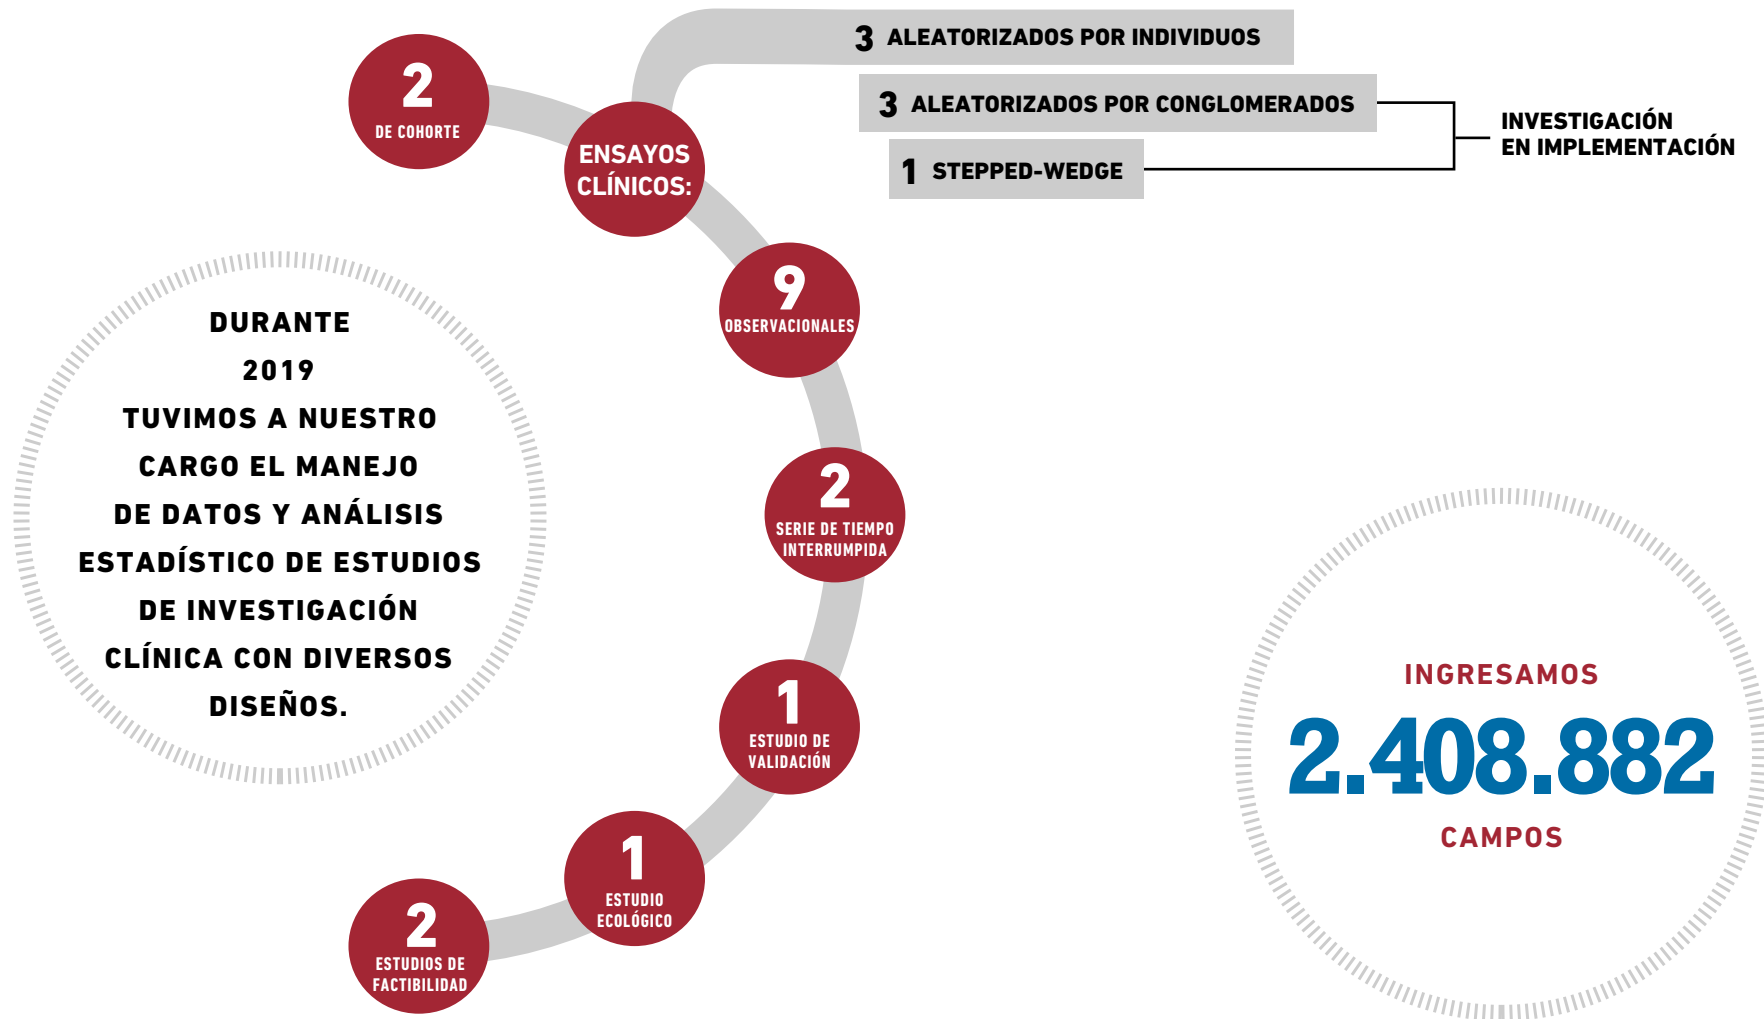 DURANTE
2019
TUVIMOS A NUESTRO
CARGO EL MANEJO
DE DATOS Y ANÁLISIS
ESTADÍSTICO DE ESTUDIOS
DE INVESTIGACIÓN
CLÍNICA CON DIVERSOS
DISEÑOS.
2
DE COHORTE
ENSAYOS
CLÍNICOS:
3 ALEATORIZADOS POR INDIVIDUOS
3 ALEATORIZADOS POR CONGLOMERADOS
1 STEPPED-WEDGE
INVESTIGACIÓN
EN IMPLEMENTACIÓN
9
OBSERVACIONALES
2
SERIE DE TIEMPO
INTERRUMPIDA
1
ESTUDIO DE
VALIDACIÓN
1
ESTUDIO
ECOLÓGICO
2
ESTUDIOS DE
FACTIBILIDAD
INGRESAMOS
2.408.882
CAMPOS